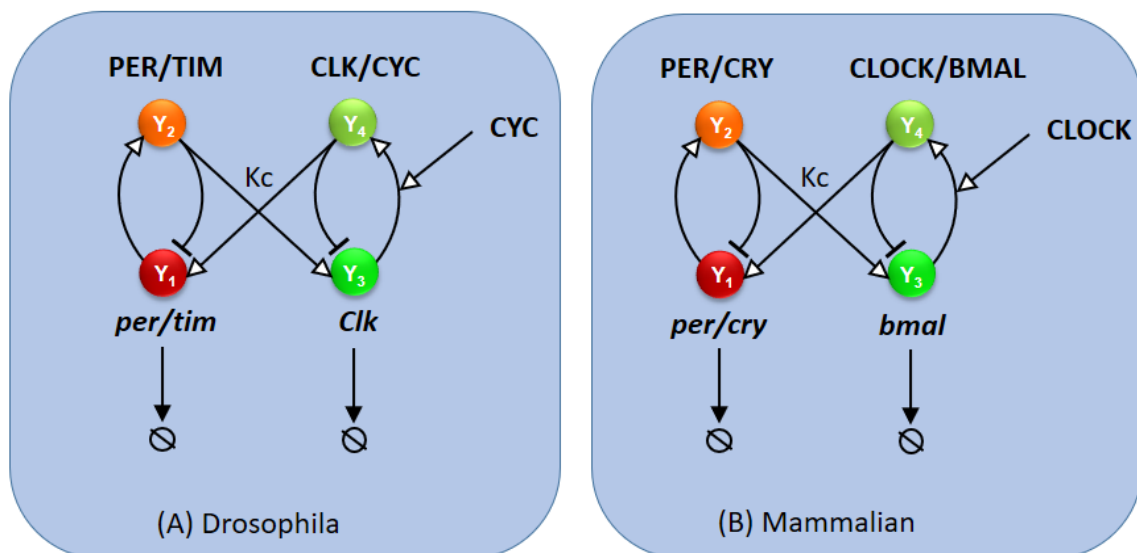 PER/TIM CLK/CYC
Y2 Y4
CYC
Kc
Y1 Y3
per/tim Clk
(A) Drosophila
PER/CRY CLOCK/BMAL
Y2 Y4
CLOCK
Kc
Y1 Y3
per/cry bmal
(B) Mammalian